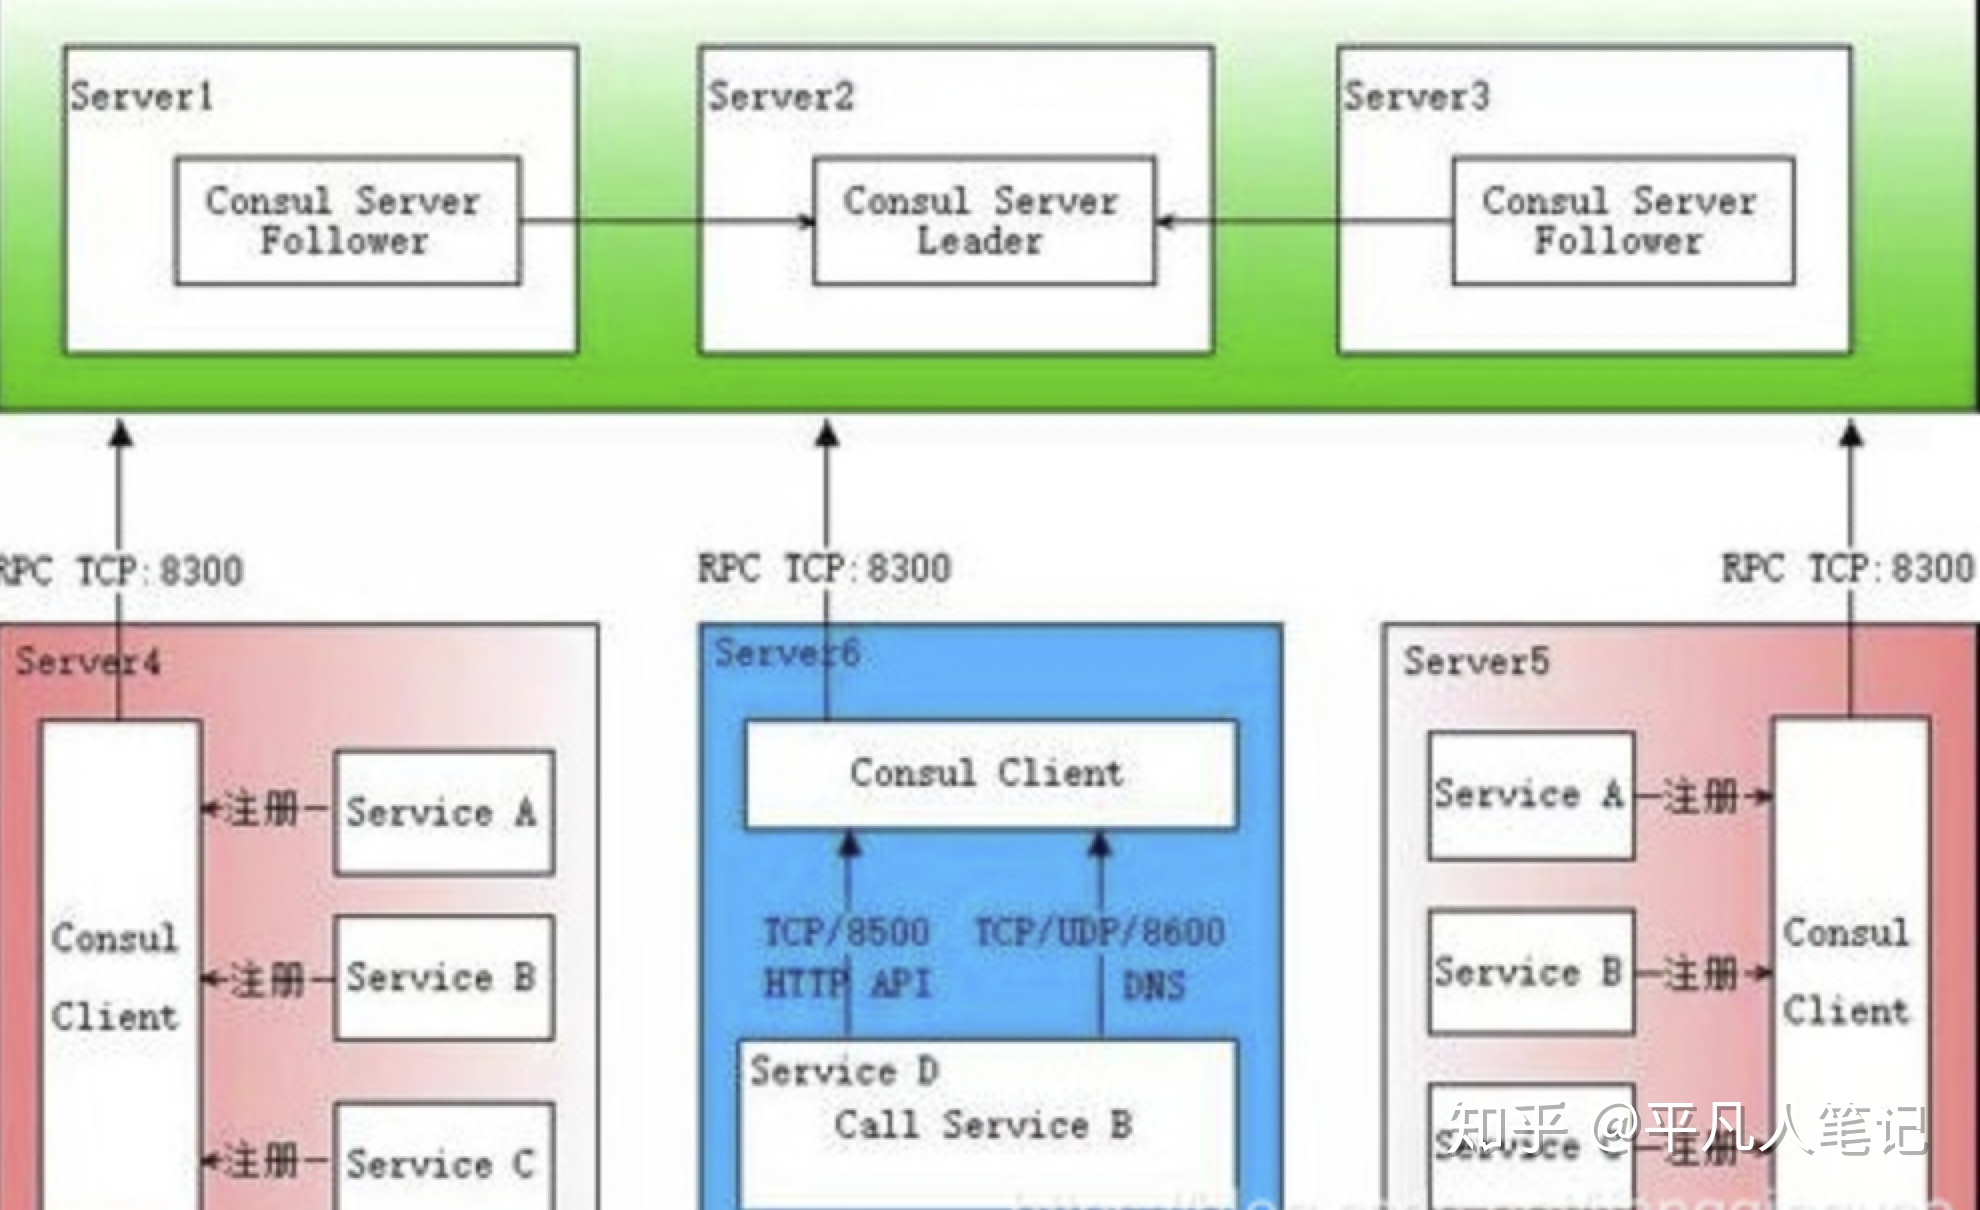 Server1
Server2
Server3
Consul Server
Follower
Consul Server
Leader
Consul Server
Follower
RPC TCP:8300
RPC TCP:8300
RPC TCP:8300
Server4
Consul
Client
注册
Service A
注册
Service B
注册
Service C
Server6
Consul Client
TCP/8500
HTTP API
TCP/UDP/8600
DNS
Service D
Call Service B
Server5
Service A
注册
Service B
注册
Service C
注册
Consul
Client
知乎 @平凡人笔记